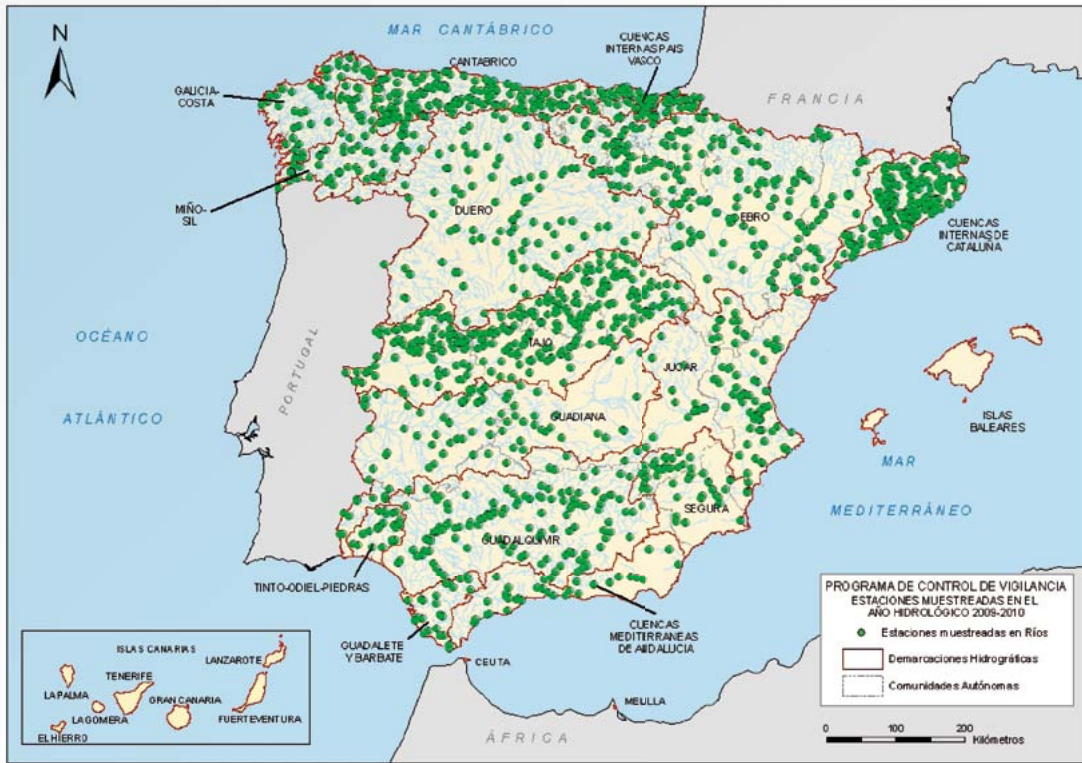 N
MAR CANTÁBRICO
CANTABRICO
CUENCAS
INTERNAS PAIS
VASCO
GALICIA-
COSTA
FRANCIA
MIÑO-
SIL
DUERO
EBRO
CUENCAS
INTERNAS DE
CATALUÑA
OCÉANO
ATLÁNTICO
PORTUGAL
TAJO
JUCAR
GUADIANA
ISLAS
BALEARES
MAR
MEDITERRÁNEO
SEGURA
GUADALQUIVIR
TINTO-ODIEL-PIEDRAS
GUADALETE
Y BARBATE
CUENCAS
MEDITIRRANEAS
DE ANDALUCIA
CEUTA
MELILLA
ÁFRICA
ISLAS CANARIAS
LANZAROTE
LA PALMA
TENERIFE
GRAN CANARIA
LA GOMERA
FUERTEVENTURA
EL HIERRO
PROGRAMA DE CONTROL DE VIGILANCIA
ESTACIONES MUESTREADAS EN EL
AÑO HIDROLÓGICO 2009-2010
Estaciones muestreadas en Ríos
Demarcaciones Hidrográficas
Comunidades Autónomas
0 100 200
Kilómetros